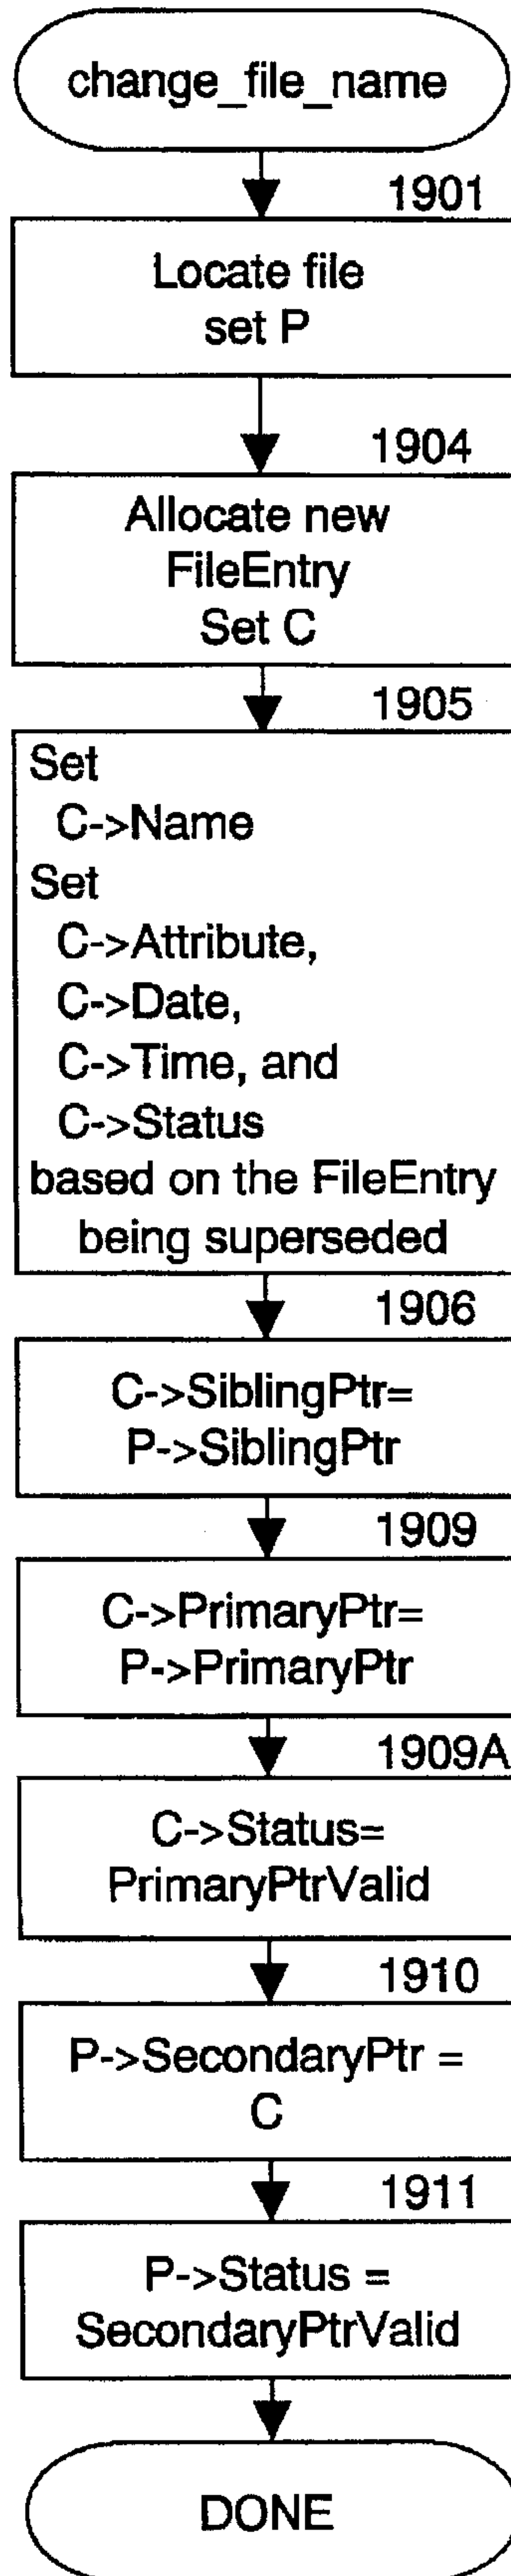 change_file_name
1901
Locate file
set P
1904
Allocate new
FileEntry
Set C
1905
Set
C->Name
Set
C->Attribute,
C->Date,
C->Time, and
C->Status
based on the FileEntry
being superseded
1906
C->SiblingPtr=
P->SiblingPtr
1909
C->PrimaryPtr=
P->PrimaryPtr
1909A
C->Status=
PrimaryPtrValid
1910
P->SecondaryPtr =
C
1911
P->Status =
SecondaryPtrValid
DONE